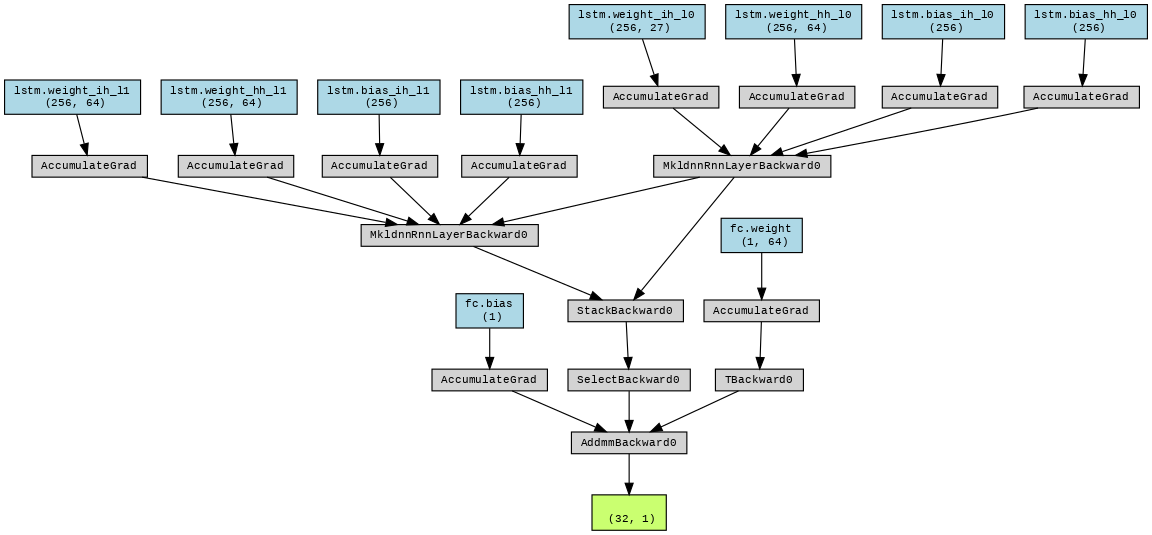 lstm.weight_ih_l0
(256, 27)
lstm.weight_hh_l0
(256, 64)
lstm.bias_ih_l0
(256)
lstm.bias_hh_l0
(256)
lstm.weight_ih_l1
(256, 64)
lstm.weight_hh_l1
(256, 64)
lstm.bias_ih_l1
(256)
lstm.bias_hh_l1
(256)
AccumulateGrad
AccumulateGrad
AccumulateGrad
AccumulateGrad
AccumulateGrad
AccumulateGrad
AccumulateGrad
AccumulateGrad
MkldnnRnnLayerBackward0
MkldnnRnnLayerBackward0
fc.weight
(1, 64)
fc.bias
(1)
StackBackward0
AccumulateGrad
AccumulateGrad
SelectBackward0
TBackward0
AddmmBackward0
(32, 1)